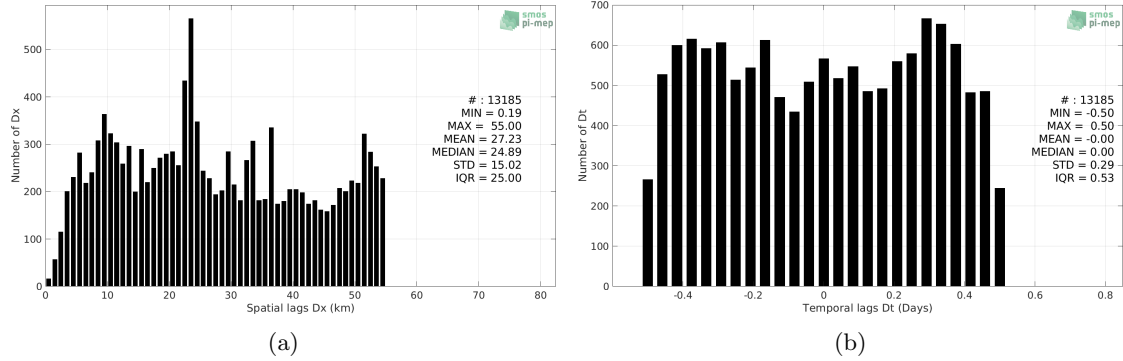 smos
pi-mep
Number of Dx
500
400
300
200
100
0
# : 13185
MIN = 0.19
MAX = 55.00
MEAN = 27.23
MEDIAN = 24.89
STD = 15.02
IQR = 25.00
0 10 20 30 40 50 60 70 80
Spatial lags Dx (km)
(a)
smos
pi-mep
Number of Dt
700
600
500
400
300
200
100
0
# : 13185
MIN = -0.50
MAX = 0.50
MEAN = -0.00
MEDIAN = 0.00
STD = 0.29
IQR = 0.53
-0.4 -0.2 0 0.2 0.4 0.6 0.8
Temporal lags Dt (Days)
(b)